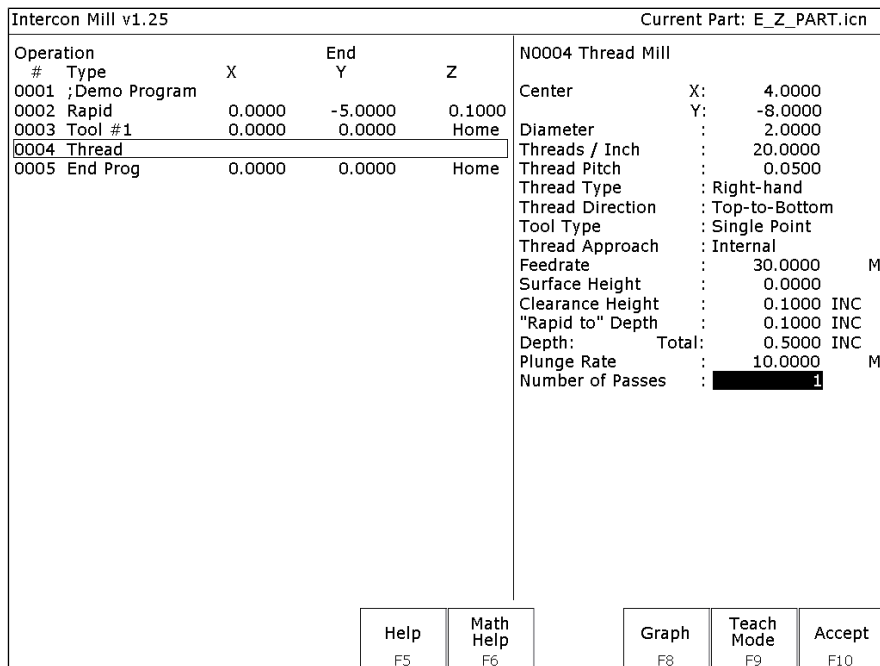 Intercon Mill v1.25 Current Part: E_Z_PART.icn
Operation End
# Type X Y Z
0001 ;Demo Program
0002 Rapid 0.0000 -5.0000 0.1000
0003 Tool #1 0.0000 0.0000 Home
0004 Thread
0005 End Prog 0.0000 0.0000 Home
N0004 Thread Mill
Center X: 4.0000
Y: -8.0000
Diameter : 2.0000
Threads / Inch : 20.0000
Thread Pitch : 0.0500
Thread Type : Right-hand
Thread Direction : Top-to-Bottom
Tool Type : Single Point
Thread Approach : Internal
Feedrate : 30.0000 M
Surface Height : 0.0000
Clearance Height : 0.1000 INC
"Rapid to" Depth : 0.1000 INC
Depth: Total: 0.5000 INC
Plunge Rate : 10.0000 M
Number of Passes : 1
Help
F5
Math
Help
F6
Graph
F8
Teach
Mode
F9
Accept
F10